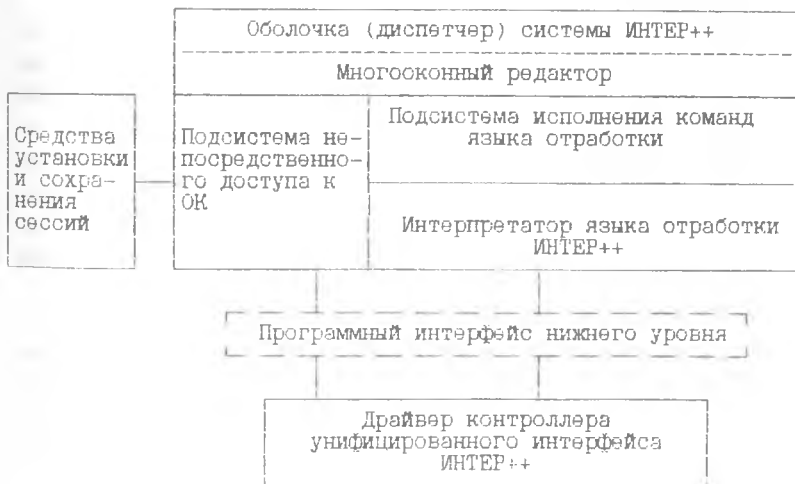 Оболочка (диспетчер) системы ИНТЕР++
Многооконный редактор
Средства
установки
и сохра-
нения
сессий
Подсистема не-
посредственно-
го доступа к
ОК
Подсистема исполнения команд
языка отработки
Интерпретатор языка отработки
ИНТЕР++
Программный интерфейс нижнего уровня
Драйвер контроллера
унифицированного интерфейса
ИНТЕР++